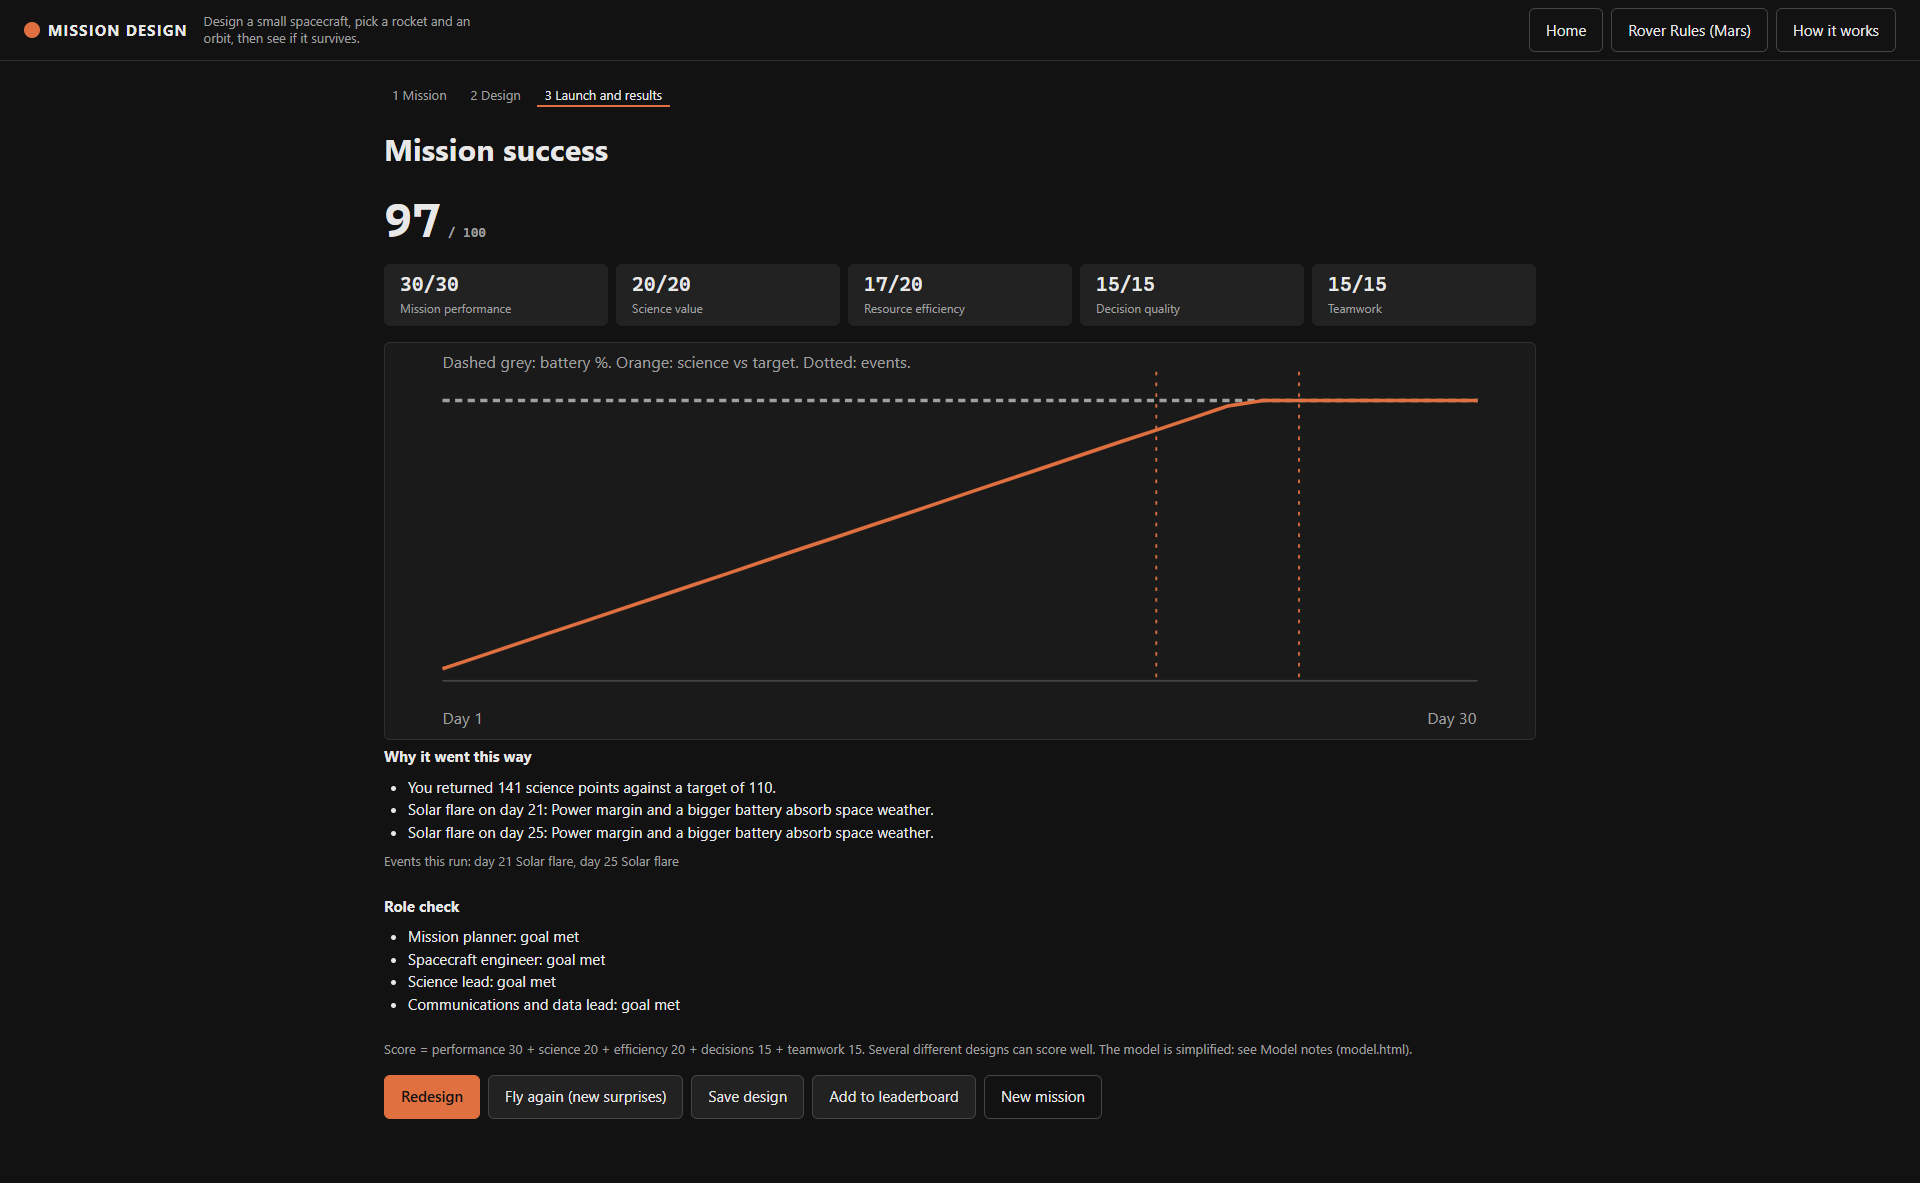 MISSION DESIGN
Design a small spacecraft, pick a rocket and an
orbit, then see if it survives.
Home
Rover Rules (Mars)
How it works
1 Mission
2 Design
3 Launch and results
Mission success
97 / 100
30/30
Mission performance
20/20
Science value
17/20
Resource efficiency
15/15
Decision quality
15/15
Teamwork
Dashed grey: battery %. Orange: science vs target. Dotted: events.
Day 1
Day 30
Why it went this way
• You returned 141 science points against a target of 110.
• Solar flare on day 21: Power margin and a bigger battery absorb space weather.
• Solar flare on day 25: Power margin and a bigger battery absorb space weather.
Events this run: day 21 Solar flare, day 25 Solar flare
Role check
• Mission planner: goal met
• Spacecraft engineer: goal met
• Science lead: goal met
• Communications and data lead: goal met
Score = performance 30 + science 20 + efficiency 20 + decisions 15 + teamwork 15. Several different designs can score well. The model is simplified: see Model notes (model.html).
Redesign
Fly again (new surprises)
Save design
Add to leaderboard
New mission